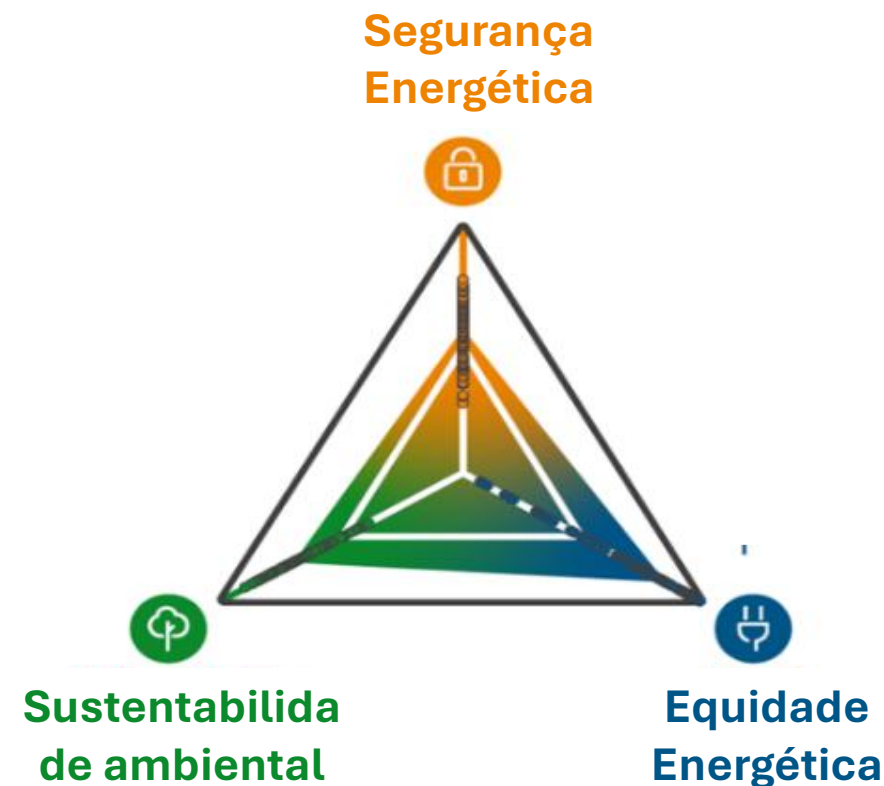 Segurança
Energética
Sustentabilida
de ambiental
Equidade
Energética